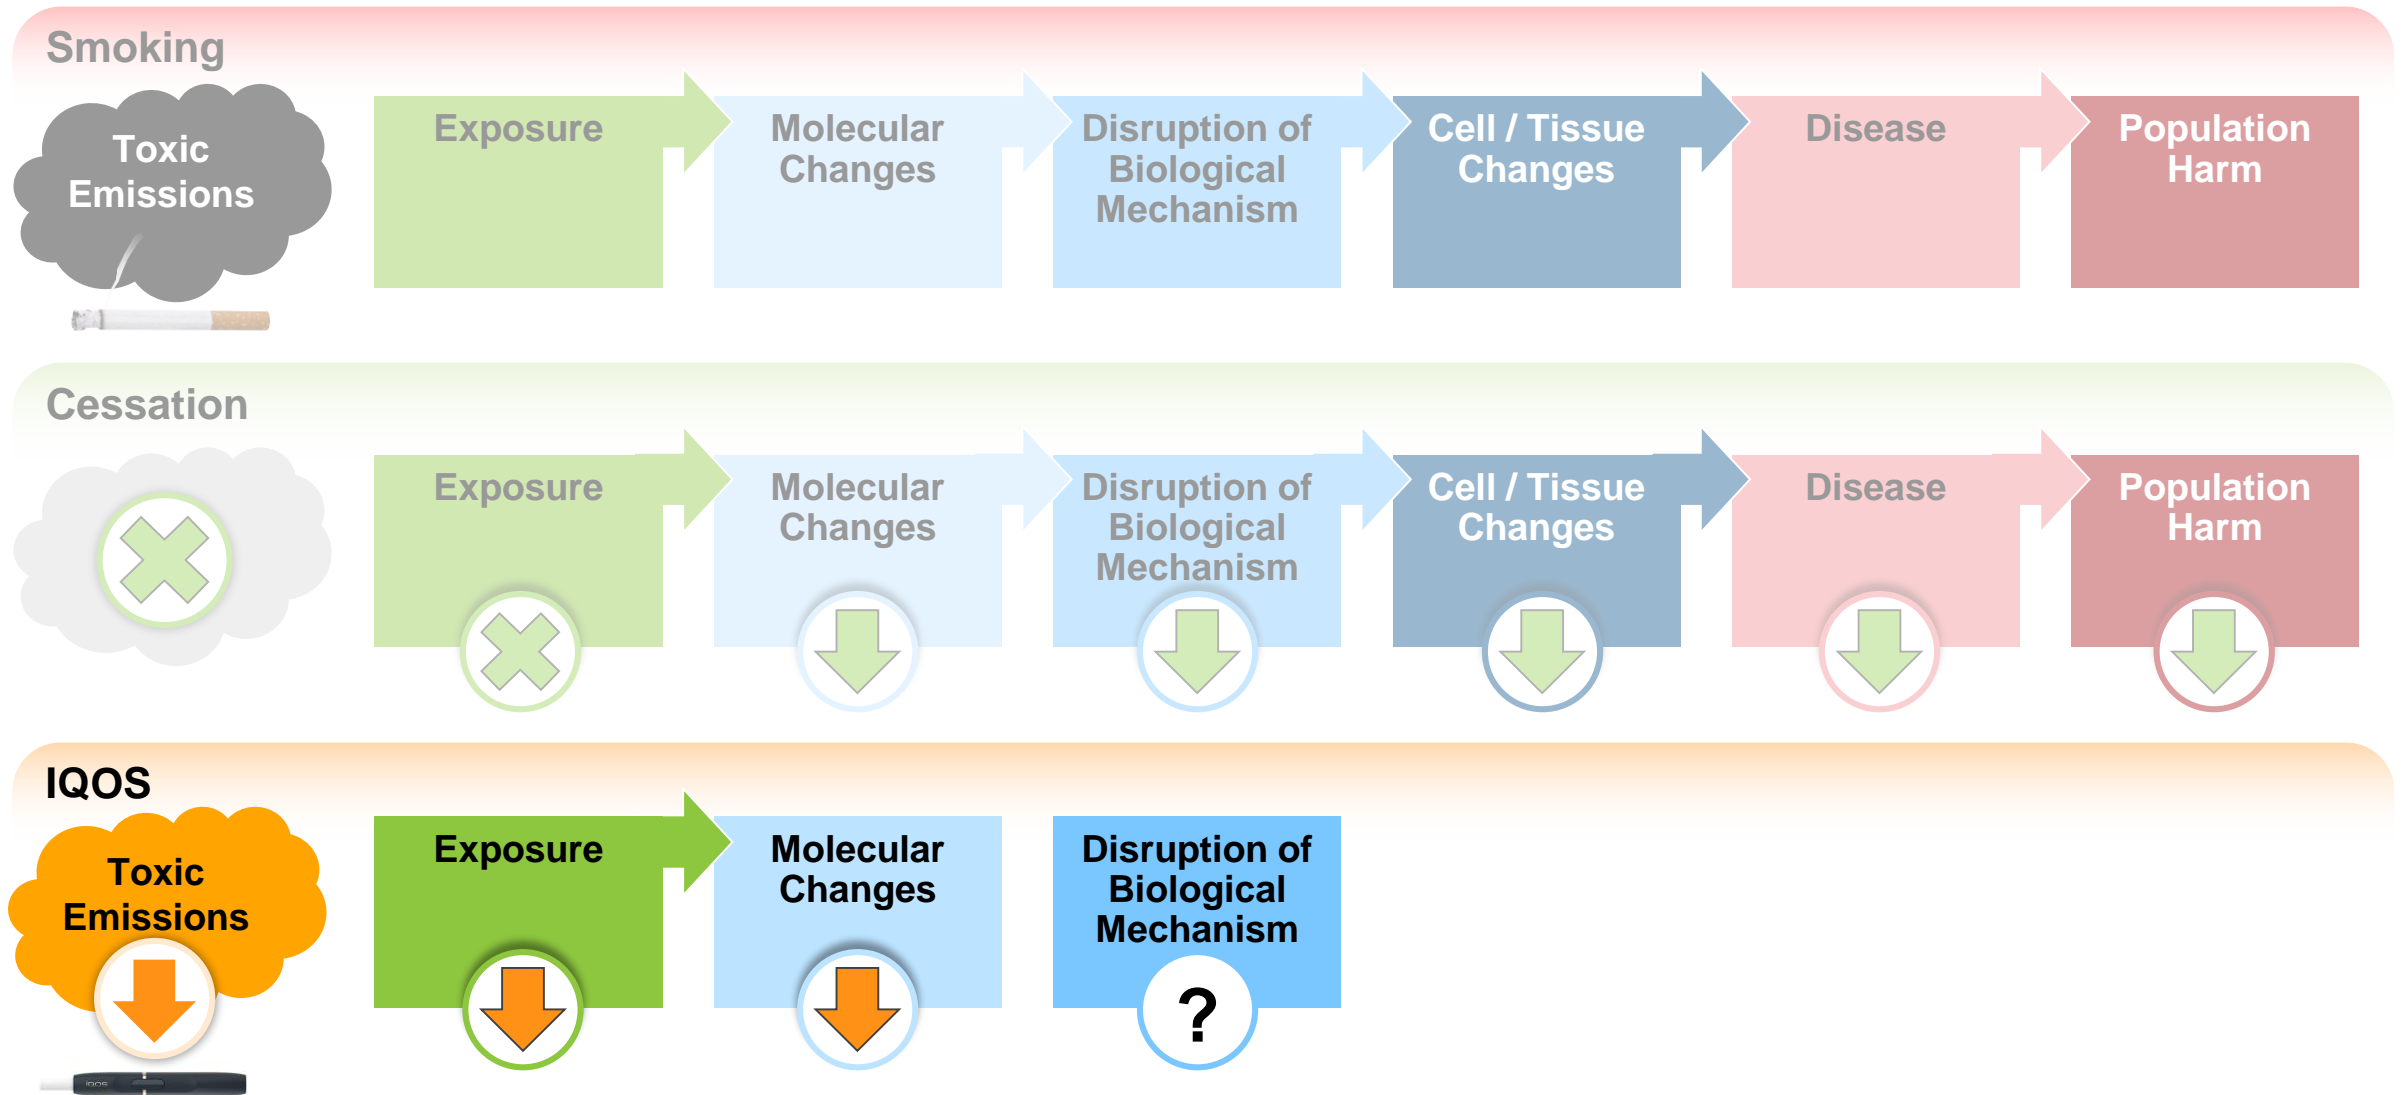 Smoking
Toxic
Emissions
Exposure
Molecular
Changes
Disruption of
Biological
Mechanism
Cell / Tissue
Changes
Disease
Population
Harm
Cessation
Exposure
Molecular
Changes
Disruption of
Biological
Mechanism
Cell / Tissue
Changes
Disease
Population
Harm
IQOS
Toxic
Emissions
Exposure
Molecular
Changes
Disruption of
Biological
Mechanism
?
IQOS